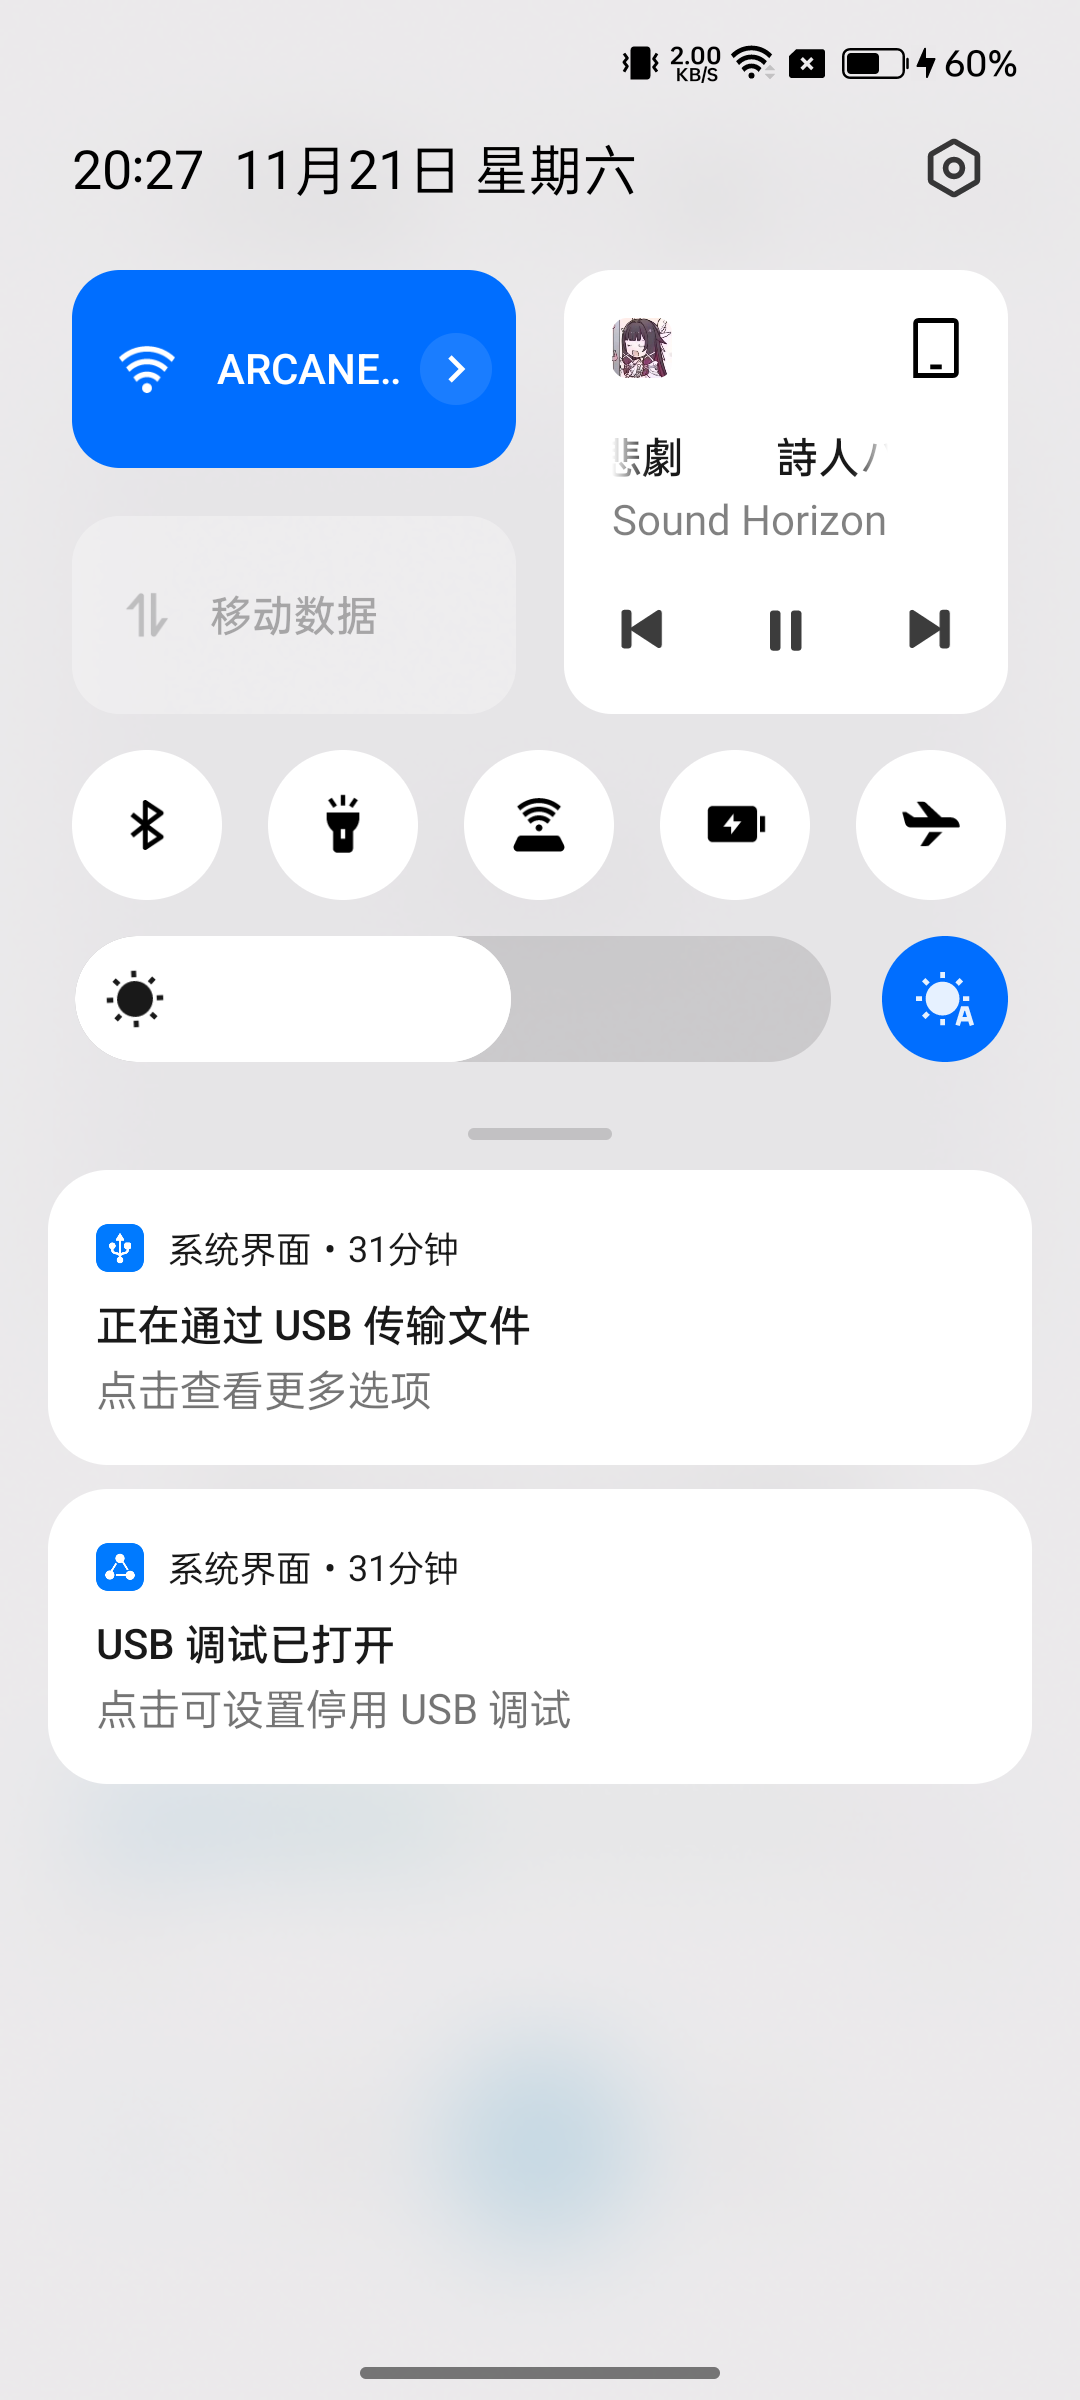 2.00
KB/S
60%
20:27 11月21日 星期六
ARCANE..
悲劇 詩人
Sound Horizon
移动数据
A
系统界面 • 31分钟
正在通过 USB 传输文件
点击查看更多选项
系统界面 • 31分钟
USB 调试已打开
点击可设置停用 USB 调试